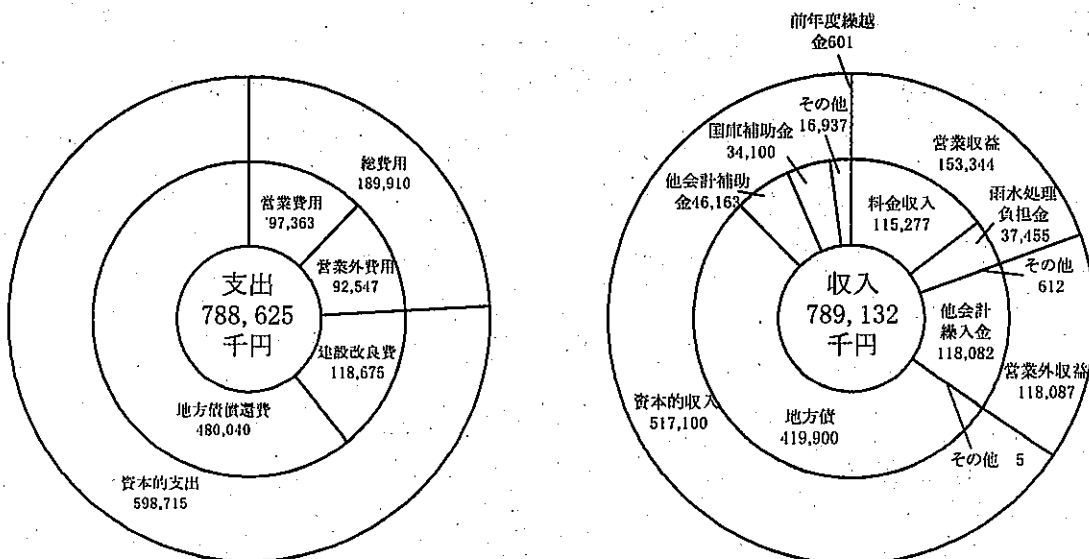 総費用
189,910
営業費用
97,363
営業外費用
92,547
支出
788,625
千円
建設改良費
118,675
地方債償還費
480,040
資本的支出
598,715
前年度繰越
金601
その他
16,937
国庫補助金
34,100
他会計補助
金46,163
営業収益
153,344
料金収入
115,277
雨水処理
負担金
37,455
その他
612
収入
789,132
千円
他会計
繰入金
118,082
営業外収益
118,087
資本的収入
517,100
地方債
419,900
その他 5